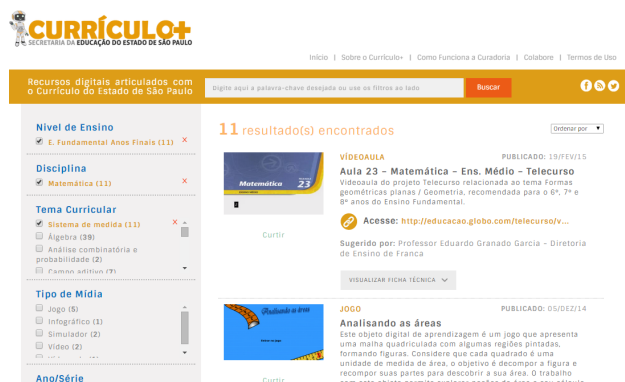 CURRÍCULO+
SECRETARIA DA EDUCAÇÃO DO ESTADO DE SÃO PAULO
Início | Sobre o Currículo+ | Como Funciona a Curadoria | Colabore | Termos de Uso
Recursos digitais articulados com
o Currículo do Estado de São Paulo
Digite aqui a palavra-chave desejada ou use os filtros ao lado
Buscar
Nivel de Ensino
E. Fundamental Anos Finais (11) X
Disciplina
Matemática (11) X
Tema Curricular
Sistema de medida (11) X
Álgebra (39)
Análise combinatória e
probabilidade (2)
Campo aditivo (7)
Tipo de Mídia
Jogo (5)
Infográfico (1)
Simulador (2)
Vídeo (2)
Ano/Série
11 resultado(s) encontrados
Ordenar por
Matemática 23
Curtir
VÍDEOAULA
PUBLICADO: 19/FEV/15
Aula 23 – Matemática – Ens. Médio – Telecurso
Videoaula do projeto Telecurso relacionada ao tema Formas
geométricas planas / Geometria, recomendada para o 6º, 7º e
8º anos do Ensino Fundamental.
Acesse: http://educacao.globo.com/telecurso/v...
Sugerido por: Professor Eduardo Granado Garcia – Diretoria
de Ensino de Franca
VISUALIZAR FICHA TÉCNICA
Analisando as áreas
Curtir
JOGO
PUBLICADO: 05/DEZ/14
Analisando as áreas
Este objeto digital de aprendizagem é um jogo que apresenta
uma malha quadriculada com algumas regiões pintadas,
formando figuras. Considere que cada quadrado é uma
unidade de medida de área, o objetivo é decompor a figura e
recompor suas partes para descobrir a sua área. O trabalho